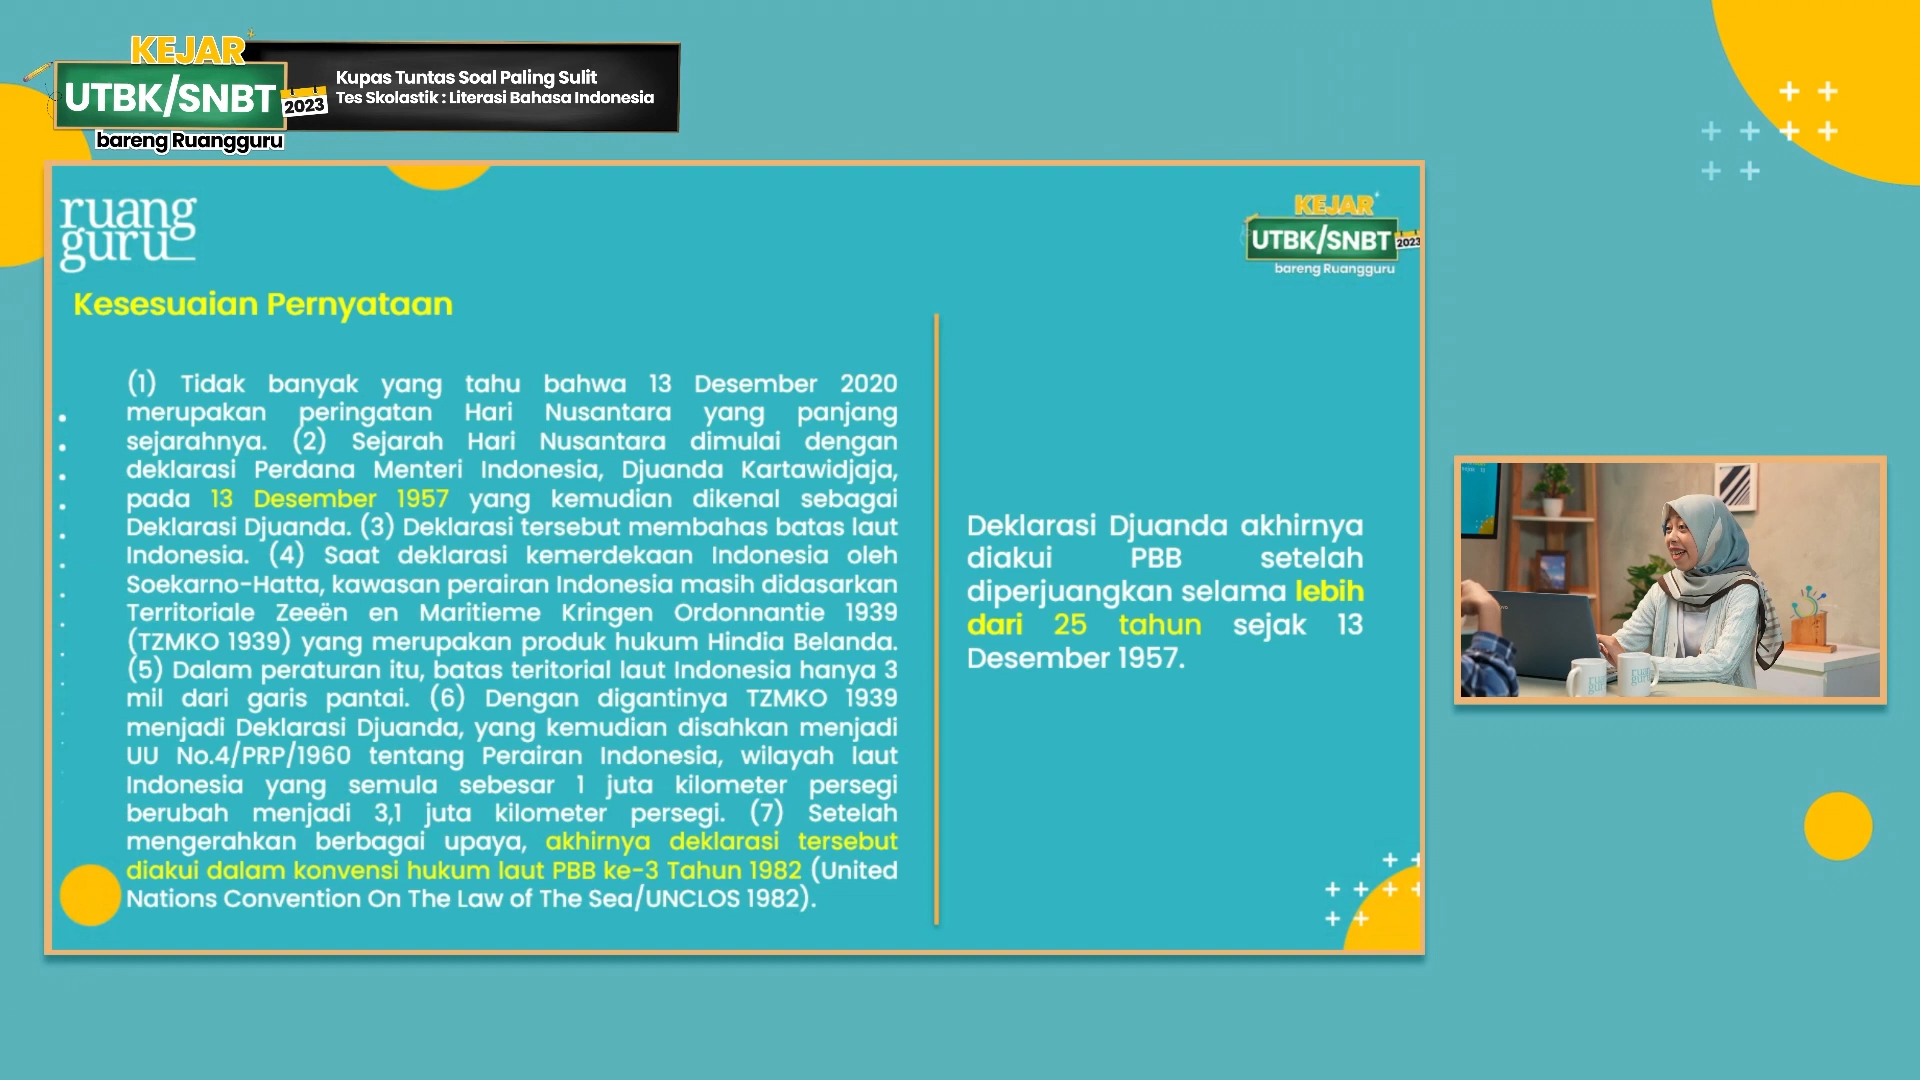 KEJAR
UTBK/SNBT
2023
bareng Ruangguru
Kupas Tuntas Soal Paling Sulit
Tes Skolastik : Literasi Bahasa Indonesia
ruang
guru
KEJAR
UTBK/SNBT
2023
bareng Ruangguru
Kesesuaian Pernyataan
(1) Tidak banyak yang tahu bahwa 13 Desember 2020
merupakan peringatan Hari Nusantara yang panjang
sejarahnya. (2) Sejarah Hari Nusantara dimulai dengan
deklarasi Perdana Menteri Indonesia, Djuanda Kartawidjaja,
pada 13 Desember 1957 yang kemudian dikenal sebagai
Deklarasi Djuanda. (3) Deklarasi tersebut membahas batas laut
Indonesia. (4) Saat deklarasi kemerdekaan Indonesia oleh
Soekarno-Hatta, kawasan perairan Indonesia masih didasarkan
Territoriale Zeeën en Maritieme Kringen Ordonnantie 1939
(TZMKO 1939) yang merupakan produk hukum Hindia Belanda.
(5) Dalam peraturan itu, batas teritorial laut Indonesia hanya 3
mil dari garis pantai. (6) Dengan digantinya TZMKO 1939
menjadi Deklarasi Djuanda, yang kemudian disahkan menjadi
UU No.4/PRP/1960 tentang Perairan Indonesia, wilayah laut
Indonesia yang semula sebesar 1 juta kilometer persegi
berubah menjadi 3,1 juta kilometer persegi. (7) Setelah
mengerahkan berbagai upaya, akhirnya deklarasi tersebut
diakui dalam konvensi hukum laut PBB ke-3 Tahun 1982 (United
Nations Convention On The Law of The Sea/UNCLOS 1982).
Deklarasi Djuanda akhirnya
diakui PBB setelah
diperjuangkan selama lebih
dari 25 tahun sejak 13
Desember 1957.
ruang
guru